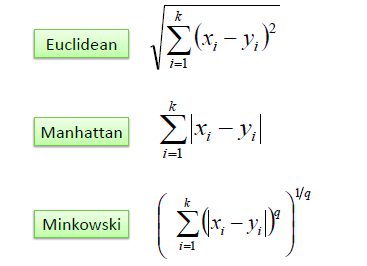 Euclidean
√(∑_{i=1}^{k} (x_i − y_i)^2)
Manhattan
∑_{i=1}^{k} |x_i − y_i|
Minkowski
(∑_{i=1}^{k} (|x_i − y_i|)^q)^{1/q}